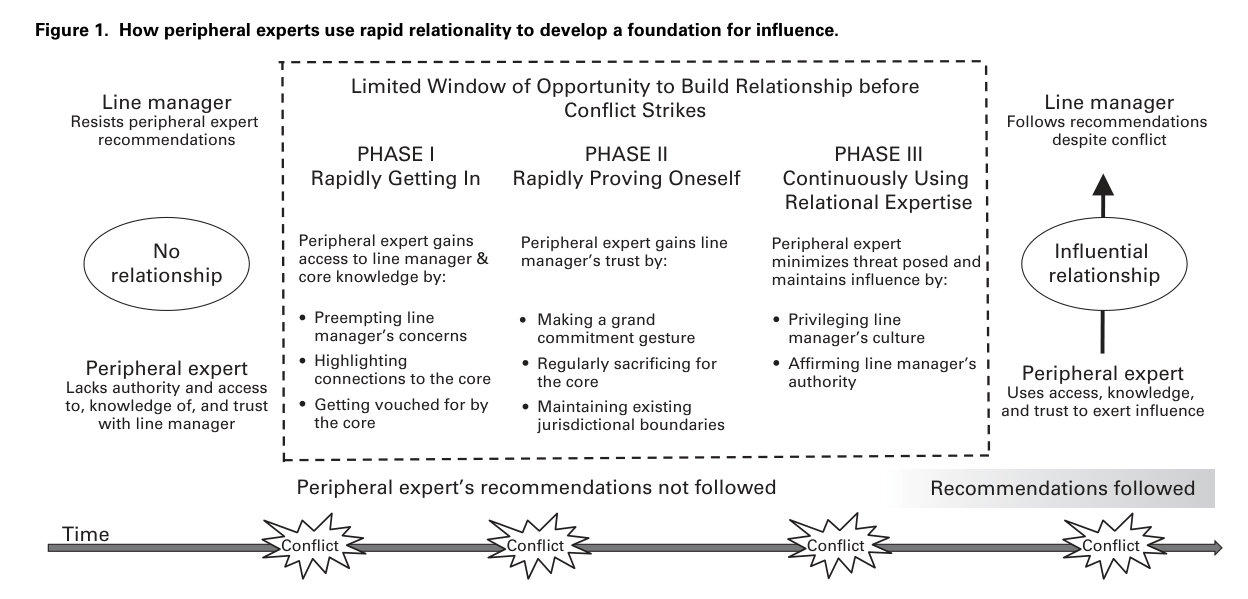 Figure 1. How peripheral experts use rapid relationality to develop a foundation for influence.
Line manager
Resists peripheral expert
recommendations
No
relationship
Peripheral expert
Lacks authority and access
to, knowledge of, and trust
with line manager
Limited Window of Opportunity to Build Relationship before
Conflict Strikes
PHASE I
Rapidly Getting In
Peripheral expert gains
access to line manager &
core knowledge by:
• Preempting line
manager's concerns
• Highlighting
connections to the core
• Getting vouched for by
the core
PHASE II
Rapidly Proving Oneself
Peripheral expert gains line
manager's trust by:
• Making a grand
commitment gesture
• Regularly sacrificing for
the core
• Maintaining existing
jurisdictional boundaries
PHASE III
Continuously Using
Relational Expertise
Peripheral expert
minimizes threat posed and
maintains influence by:
• Privileging line
manager's culture
• Affirming line manager's
authority
Line manager
Follows recommendations
despite conflict
Influential
relationship
Peripheral expert
Uses access, knowledge,
and trust to exert influence
Peripheral expert's recommendations not followed
Recommendations followed
Time
Conflict
Conflict
Conflict
Conflict